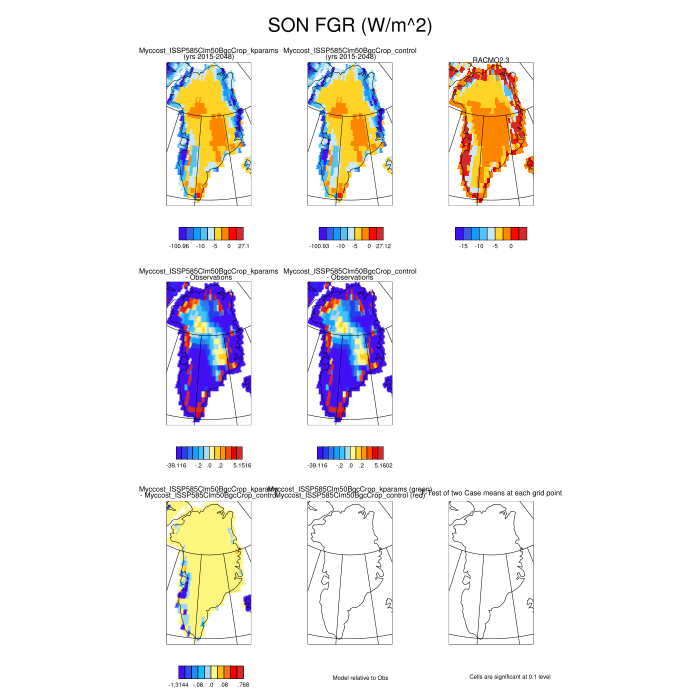 SON FGR (W/m^2)
Myccost_ISSP585Clm50BgcCrop_kparams
(yrs 2015-2048)
Myccost_ISSP585Clm50BgcCrop_control
(yrs 2015-2048)
RACMO2.3
-100.96 -10 -5 0 27.1
-100.93 -10 -5 0 27.12
-15 -10 -5 0
Myccost_ISSP585Clm50BgcCrop_kparams
- Observations
Myccost_ISSP585Clm50BgcCrop_control
- Observations
-39.116 -.2 .0 .2 5.1516
-39.116 -.2 .0 .2 5.1602
Myccost_ISSP585Clm50BgcCrop_kparams
- Myccost_ISSP585Clm50BgcCrop_control
Myccost_ISSP585Clm50BgcCrop_kparams (green)
Myccost_ISSP585Clm50BgcCrop_control (red)
T-Test of two Case means at each grid point
-1.3144 -.08 .0 .08 .768
Model relative to Obs
Cells are significant at 0.1 level